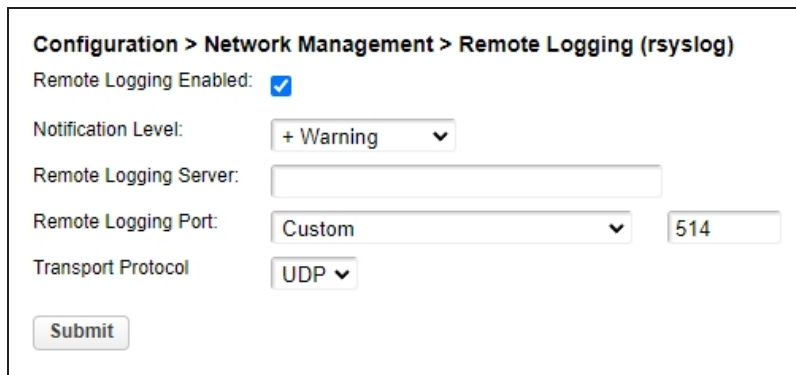 Configuration > Network Management > Remote Logging (rsyslog)
Remote Logging Enabled:
Notification Level: + Warning
Remote Logging Server:
Remote Logging Port: Custom 514
Transport Protocol UDP
Submit